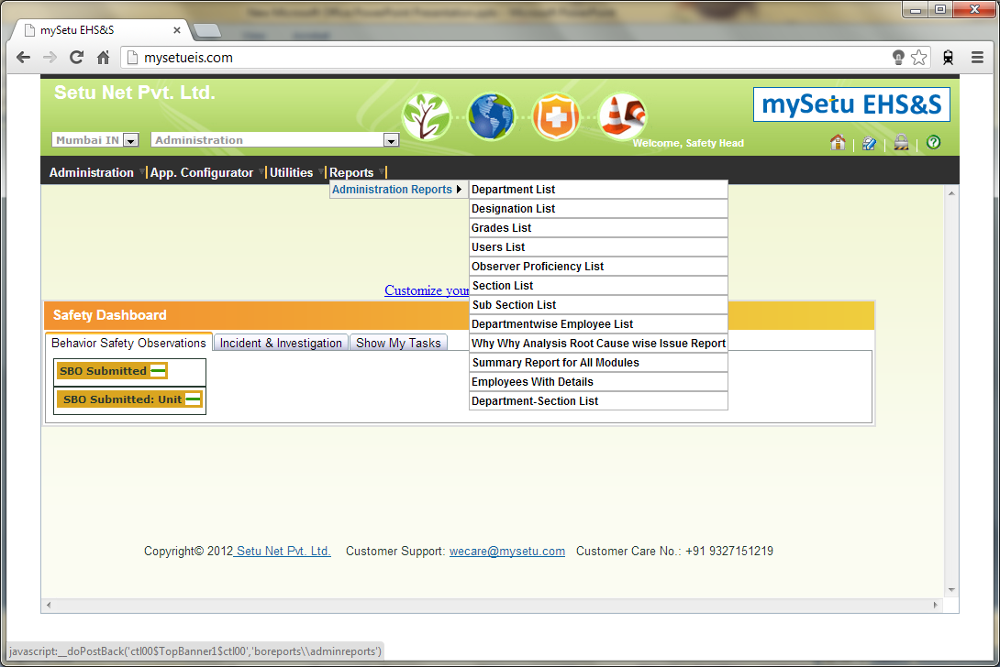 mySetu EHS&S
mysetueis.com
Setu Net Pvt. Ltd.
mySetu EHS&S
Mumbai IN
Administration
Welcome, Safety Head
Administration
App. Configurator
Utilities
Reports
Administration Reports
Department List
Designation List
Grades List
Users List
Observer Proficiency List
Section List
Sub Section List
Departmentwise Employee List
Why Why Analysis Root Cause wise Issue Report
Summary Report for All Modules
Employees With Details
Department-Section List
Customize your
Safety Dashboard
Behavior Safety Observations
Incident & Investigation
Show My Tasks
SBO Submitted
SBO Submitted: Unit
Copyright© 2012 Setu Net Pvt. Ltd. Customer Support: wecare@mysetu.com Customer Care No.: +91 9327151219
javascript:__doPostBack('ctl00$TopBanner1$ctl00','boreports\\adminreports')